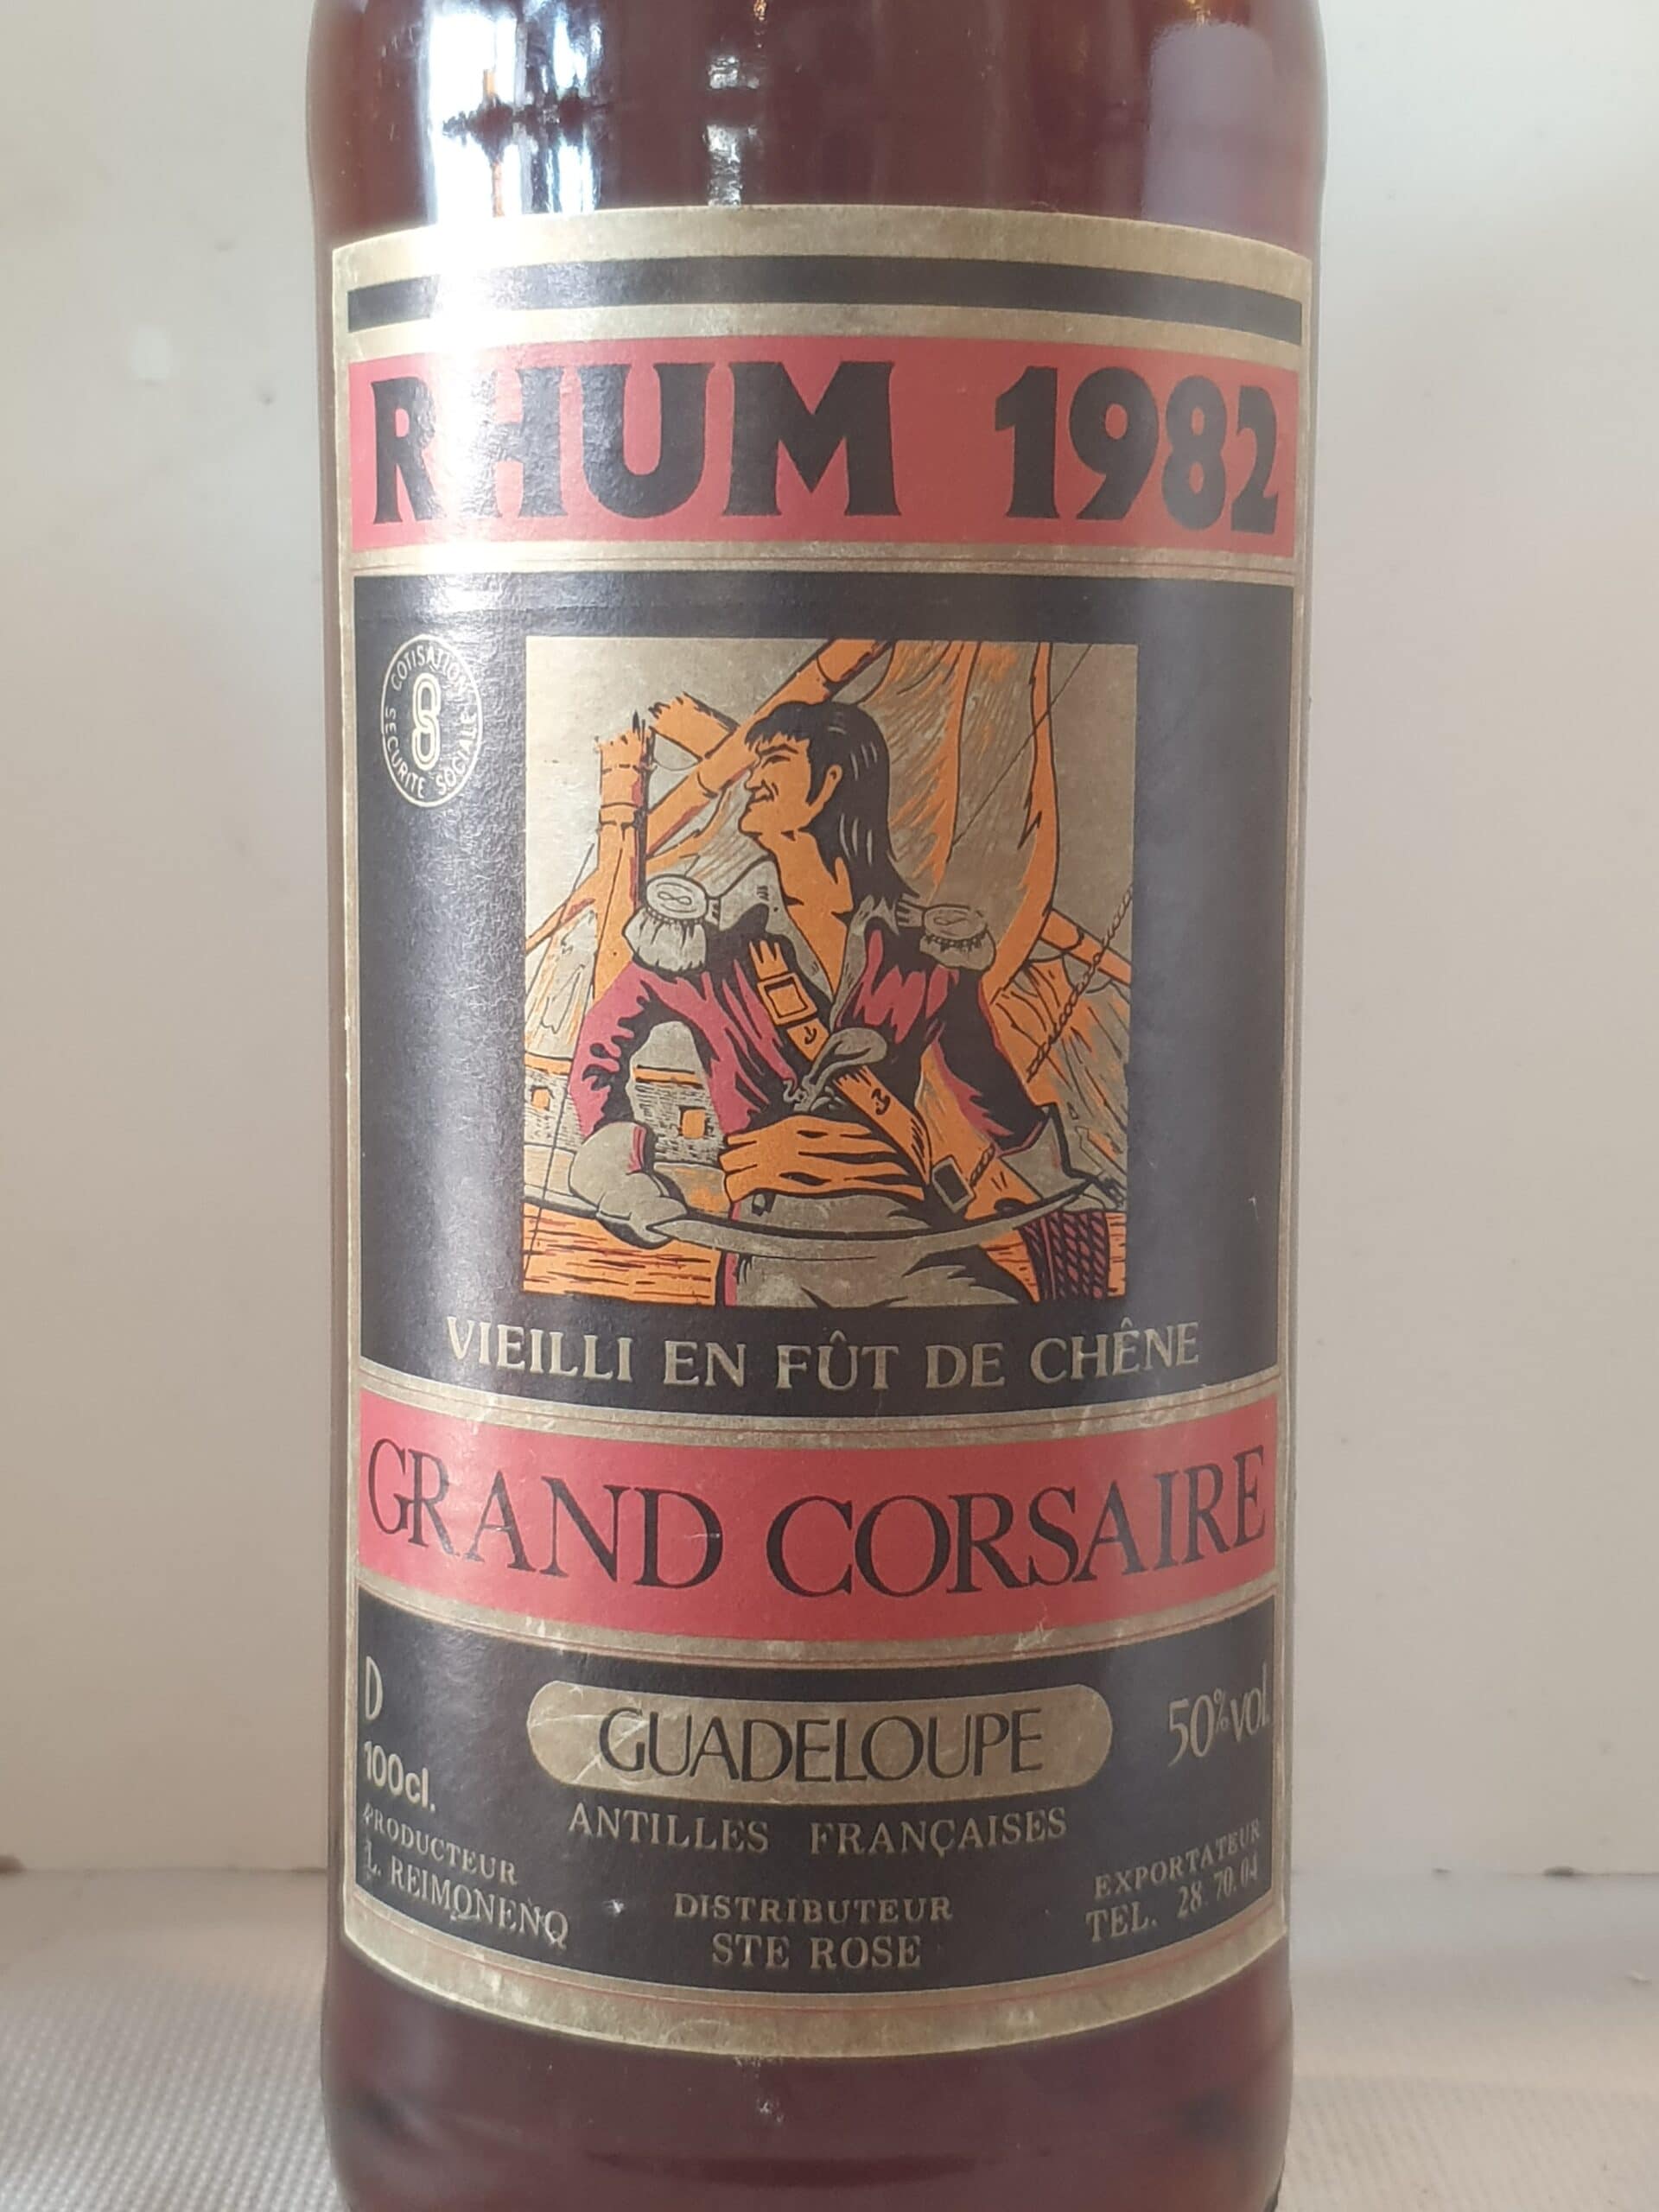 RHUM 1982
COTISATION
SECURITE SOCIALE
VIEILLI EN FÛT DE CHÊNE
GRAND CORSAIRE
D
100cl.
GUADELOUPE
50%vol.
ANTILLES FRANÇAISES
PRODUCTEUR
L. REIMONENQ
DISTRIBUTEUR
STE ROSE
EXPORTATEUR
TEL. 28.70.04